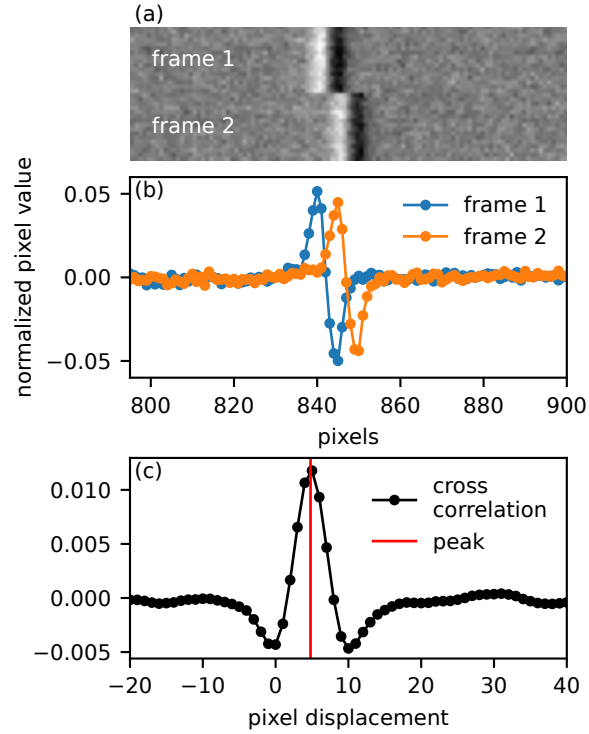 (a)
frame 1
frame 2
normalized pixel value
(b)
0.05
0.00
−0.05
frame 1
frame 2
800 820 840 860 880 900
pixels
(c)
0.010
0.005
0.000
−0.005
cross
correlation
peak
−20 −10 0 10 20 30 40
pixel displacement